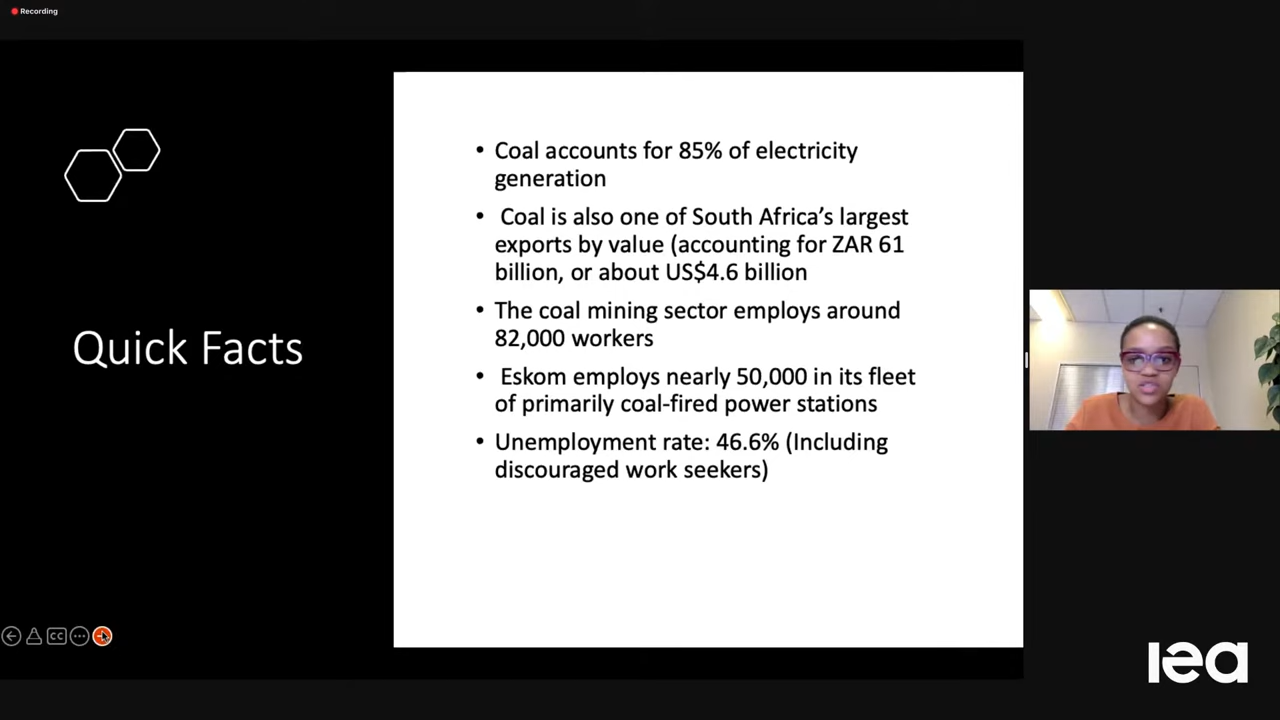 Recording
Quick Facts
• Coal accounts for 85% of electricity
generation
• Coal is also one of South Africa’s largest
exports by value (accounting for ZAR 61
billion, or about US$4.6 billion
• The coal mining sector employs around
82,000 workers
• Eskom employs nearly 50,000 in its fleet
of primarily coal-fired power stations
• Unemployment rate: 46.6% (Including
discouraged work seekers)
CC
iea